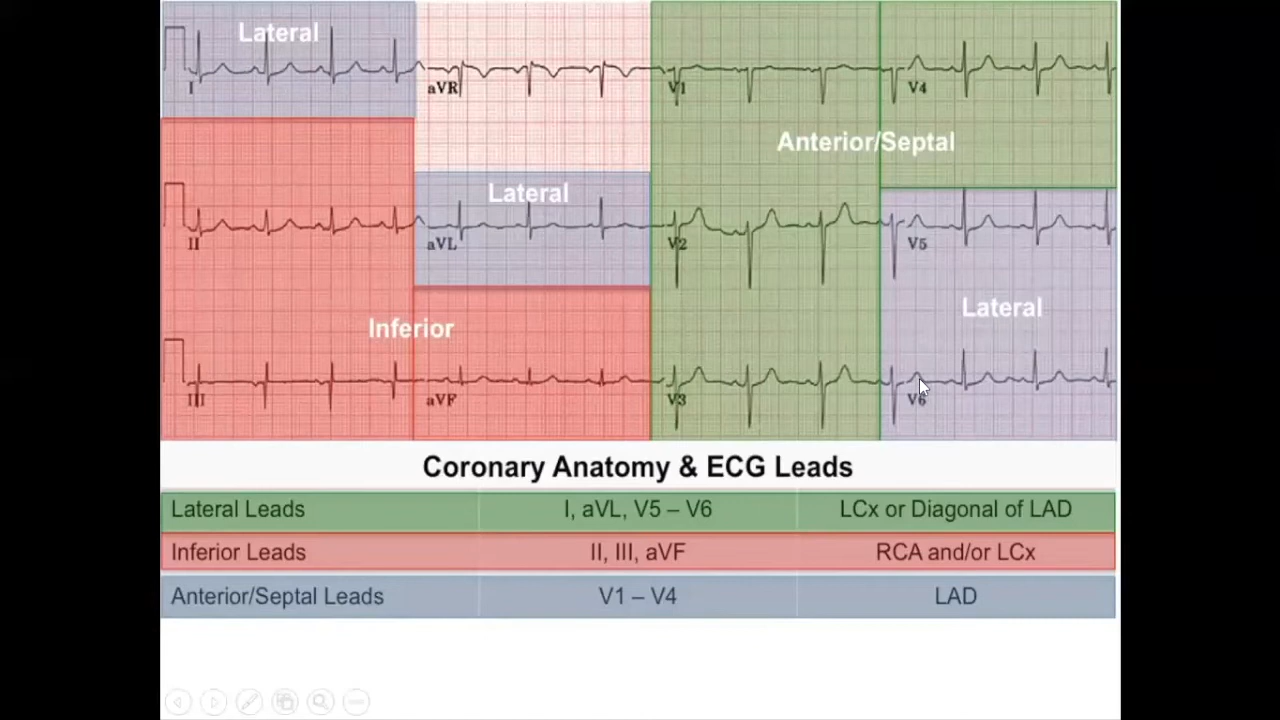 Lateral
I
aVR
V1
V4
Anterior/Septal
Lateral
II
aVL
V2
V5
Inferior
Lateral
III
aVF
V3
V6
Coronary Anatomy & ECG Leads
Lateral Leads I, aVL, V5 – V6 LCx or Diagonal of LAD
Inferior Leads II, III, aVF RCA and/or LCx
Anterior/Septal Leads V1 – V4 LAD